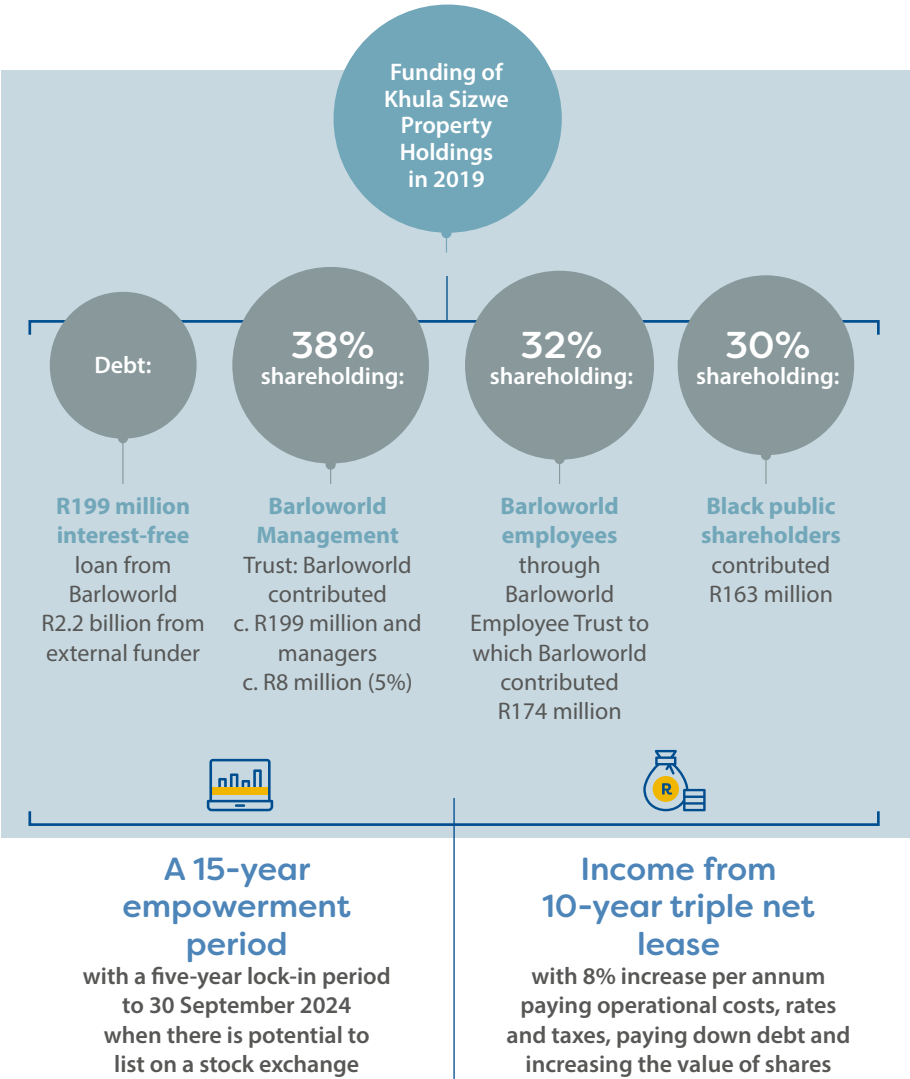 Funding of
Khula Sizwe
Property
Holdings
in 2019
Debt:
R199 million
interest-free
loan from
Barloworld
R2.2 billion from
external funder
38%
shareholding:
Barloworld
Management
Trust: Barloworld
contributed
c. R199 million and
managers
c. R8 million (5%)
32%
shareholding:
Barloworld
employees
through
Barloworld
Employee Trust to
which Barloworld
contributed
R174 million
30%
shareholding:
Black public
shareholders
contributed
R163 million
A 15-year
empowerment
period
with a five-year lock-in period
to 30 September 2024
when there is potential to
list on a stock exchange
R
Income from
10-year triple net
lease
with 8% increase per annum
paying operational costs, rates
and taxes, paying down debt and
increasing the value of shares